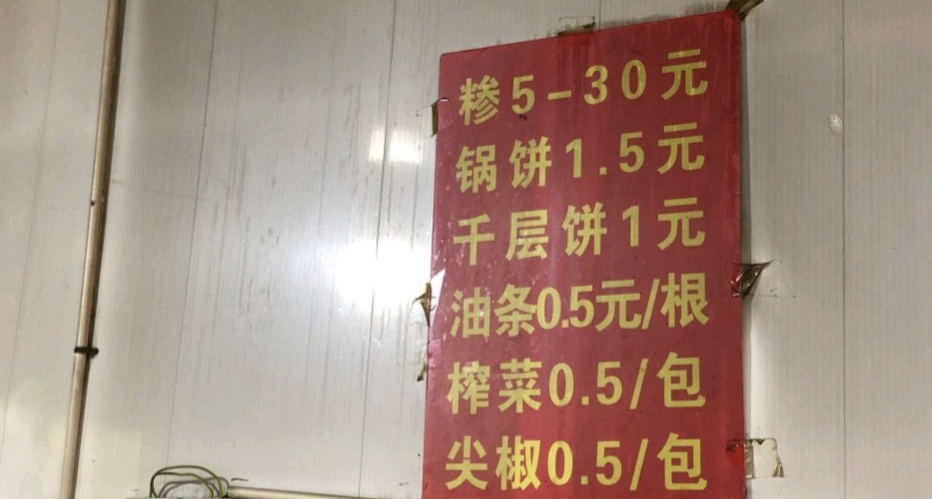 糁5-30元
锅饼1.5元
千层饼1元
油条0.5元/根
榨菜0.5/包
尖椒0.5/包